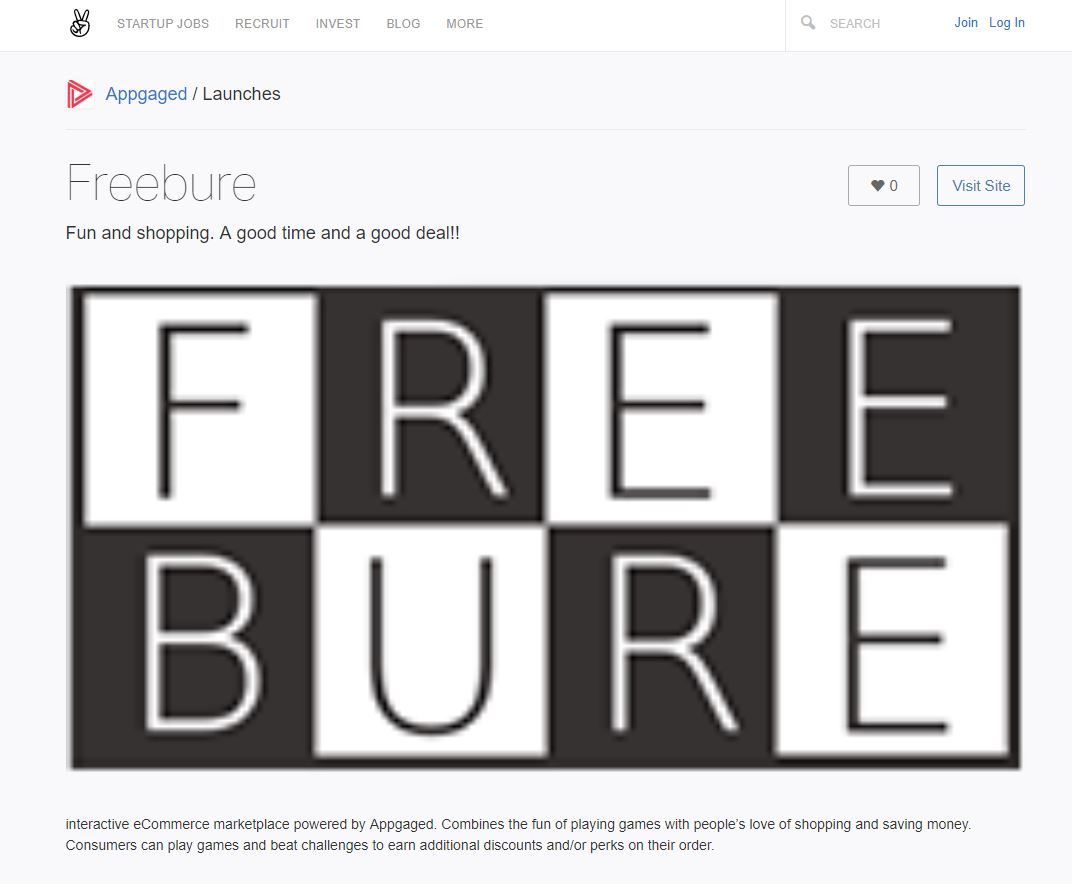 STARTUP JOBS RECRUIT INVEST BLOG MORE SEARCH Join Log In
Appgaged / Launches
Freebure
0 Visit Site
Fun and shopping. A good time and a good deal!!
FREE
BURE
interactive eCommerce marketplace powered by Appgaged. Combines the fun of playing games with people’s love of shopping and saving money.
Consumers can play games and beat challenges to earn additional discounts and/or perks on their order.